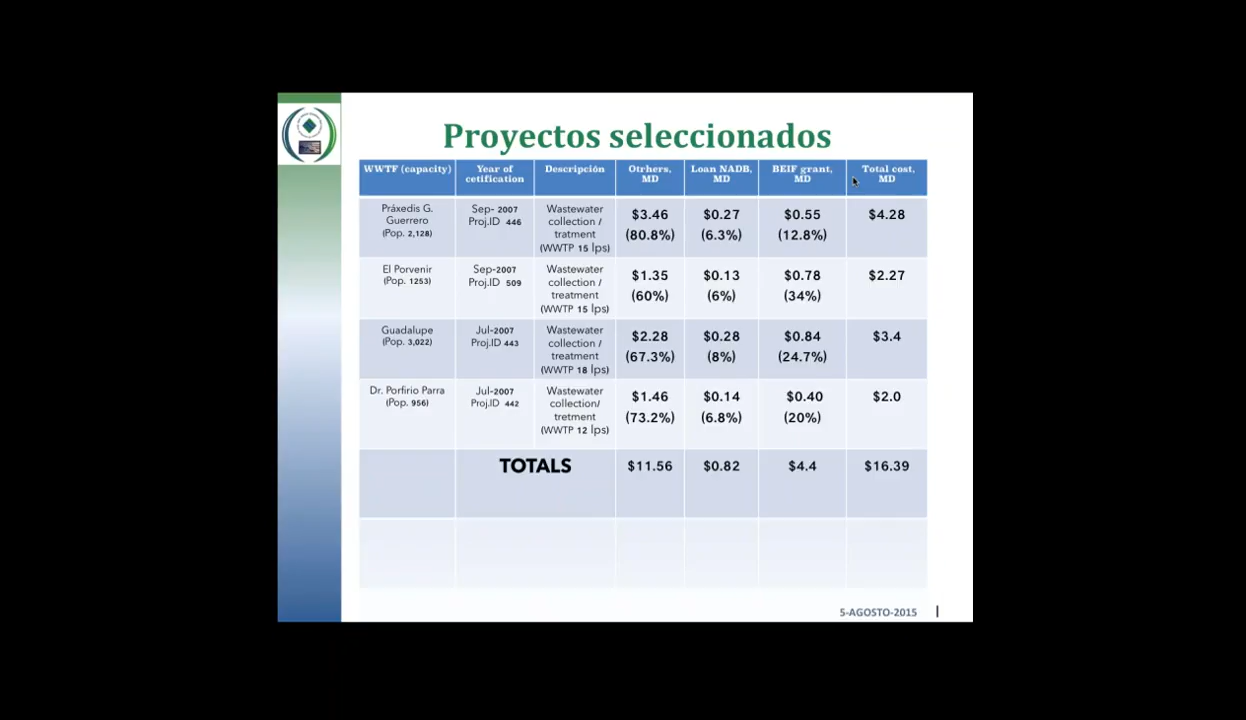 Proyectos seleccionados
WWTF (capacity) Year of Descripción Otrhers, Loan NADB, BEIF grant, Total cost,
cetification MD MD MD MD
Práxedis G. Sep- 2007 Wastewater $3.46 $0.27 $0.55 $4.28
Guerrero Proj.ID 446 collection /
(Pop. 2,128) tratment (80.8%) (6.3%) (12.8%)
(WWTP 15 lps)
El Porvenir Sep-2007 Wastewater $1.35 $0.13 $0.78 $2.27
(Pop. 1253) Proj.ID 509 collection /
treatment (60%) (6%) (34%)
(WWTP 15 lps)
Guadalupe Jul-2007 Wastewater $2.28 $0.28 $0.84 $3.4
(Pop. 3,022) Proj.ID 443 collection /
treatment (67.3%) (8%) (24.7%)
(WWTP 18 lps)
Dr. Porfirio Parra Jul-2007 Wastewater $1.46 $0.14 $0.40 $2.0
(Pop. 956) Proj.ID 442 collection/
tretment (73.2%) (6.8%) (20%)
(WWTP 12 lps)
TOTALS $11.56 $0.82 $4.4 $16.39
5-AGOSTO-2015